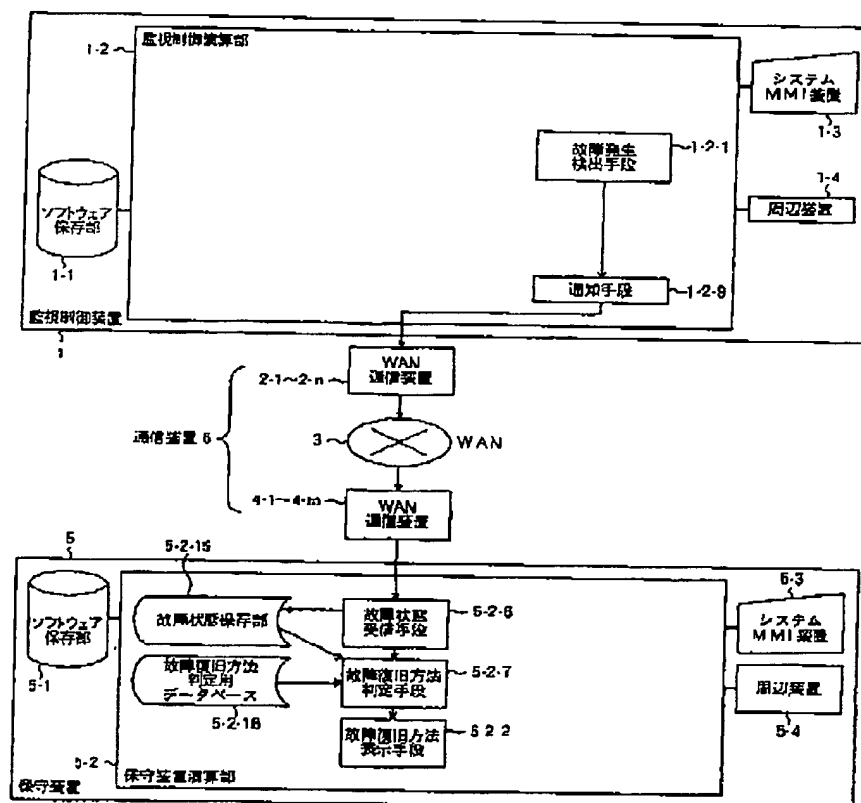 監視制御演算部
1-2
システム
MMI装置
1-3
故障発生
検出手段
1-2-1
1-4
周辺装置
ソフトウェア
保存部
1-1
通知手段
1-2-9
監視制御装置
1
WAN
通信装置
2-1〜2-n
通信装置 6
3
WAN
4-1〜4-m
WAN
通信装置
5
5-2-15
5-3
ソフトウェア
保存部
5-1
故障状態保存部
故障状態
受信手段
5-2-6
システム
MMI装置
故障復旧方法
判定用
データベース
5-2-16
故障復旧方法
判定手段
5-2-7
周辺装置
5-4
故障復旧方法
表示手段
5-2-2
5-2
保守装置演算部
保守装置